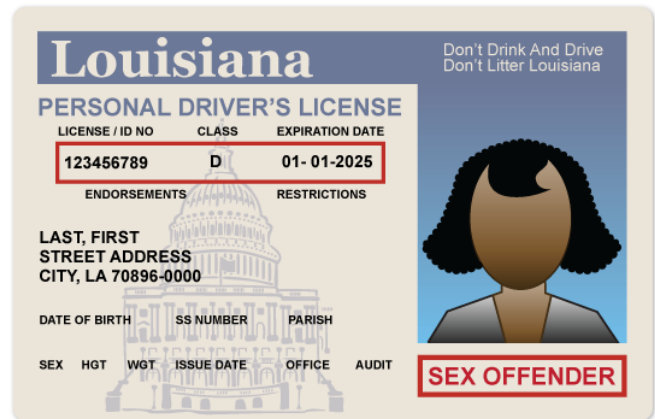 Louisiana
Don't Drink And Drive
Don't Litter Louisiana
PERSONAL DRIVER'S LICENSE
LICENSE / ID NO CLASS EXPIRATION DATE
123456789 D 01- 01-2025
ENDORSEMENTS RESTRICTIONS
LAST, FIRST
STREET ADDRESS
CITY, LA 70896-0000
DATE OF BIRTH SS NUMBER PARISH
SEX HGT WGT ISSUE DATE OFFICE AUDIT
SEX OFFENDER